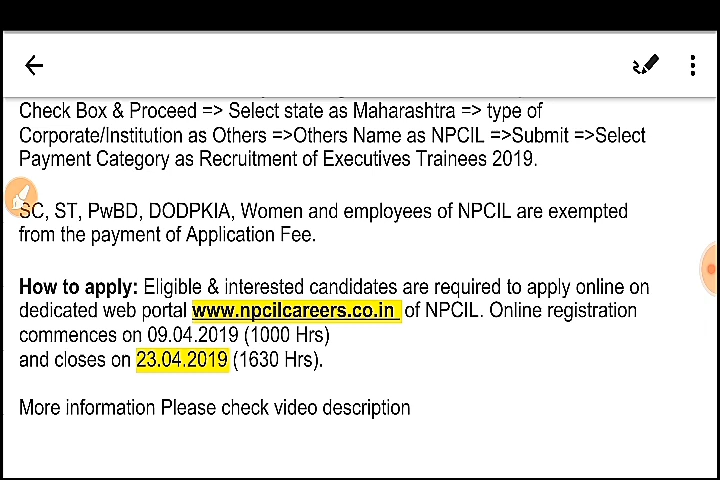 Check Box & Proceed => Select state as Maharashtra => type of
Corporate/Institution as Others =>Others Name as NPCIL =>Submit =>Select
Payment Category as Recruitment of Executives Trainees 2019.
SC, ST, PwBD, DODPKIA, Women and employees of NPCIL are exempted
from the payment of Application Fee.
How to apply: Eligible & interested candidates are required to apply online on
dedicated web portal www.npcilcareers.co.in of NPCIL. Online registration
commences on 09.04.2019 (1000 Hrs)
and closes on 23.04.2019 (1630 Hrs).
More information Please check video description